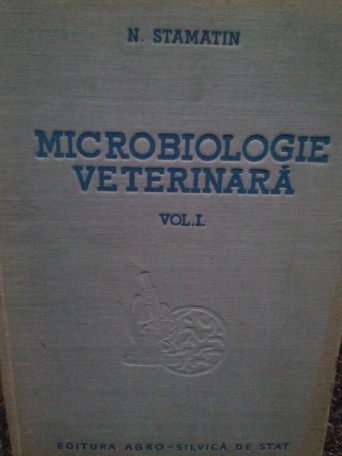 N. STAMATIN
MICROBIOLOGIE
VETERINARĂ
VOL.I.
EDITURA AGRO-SILVICĂ DE STAT